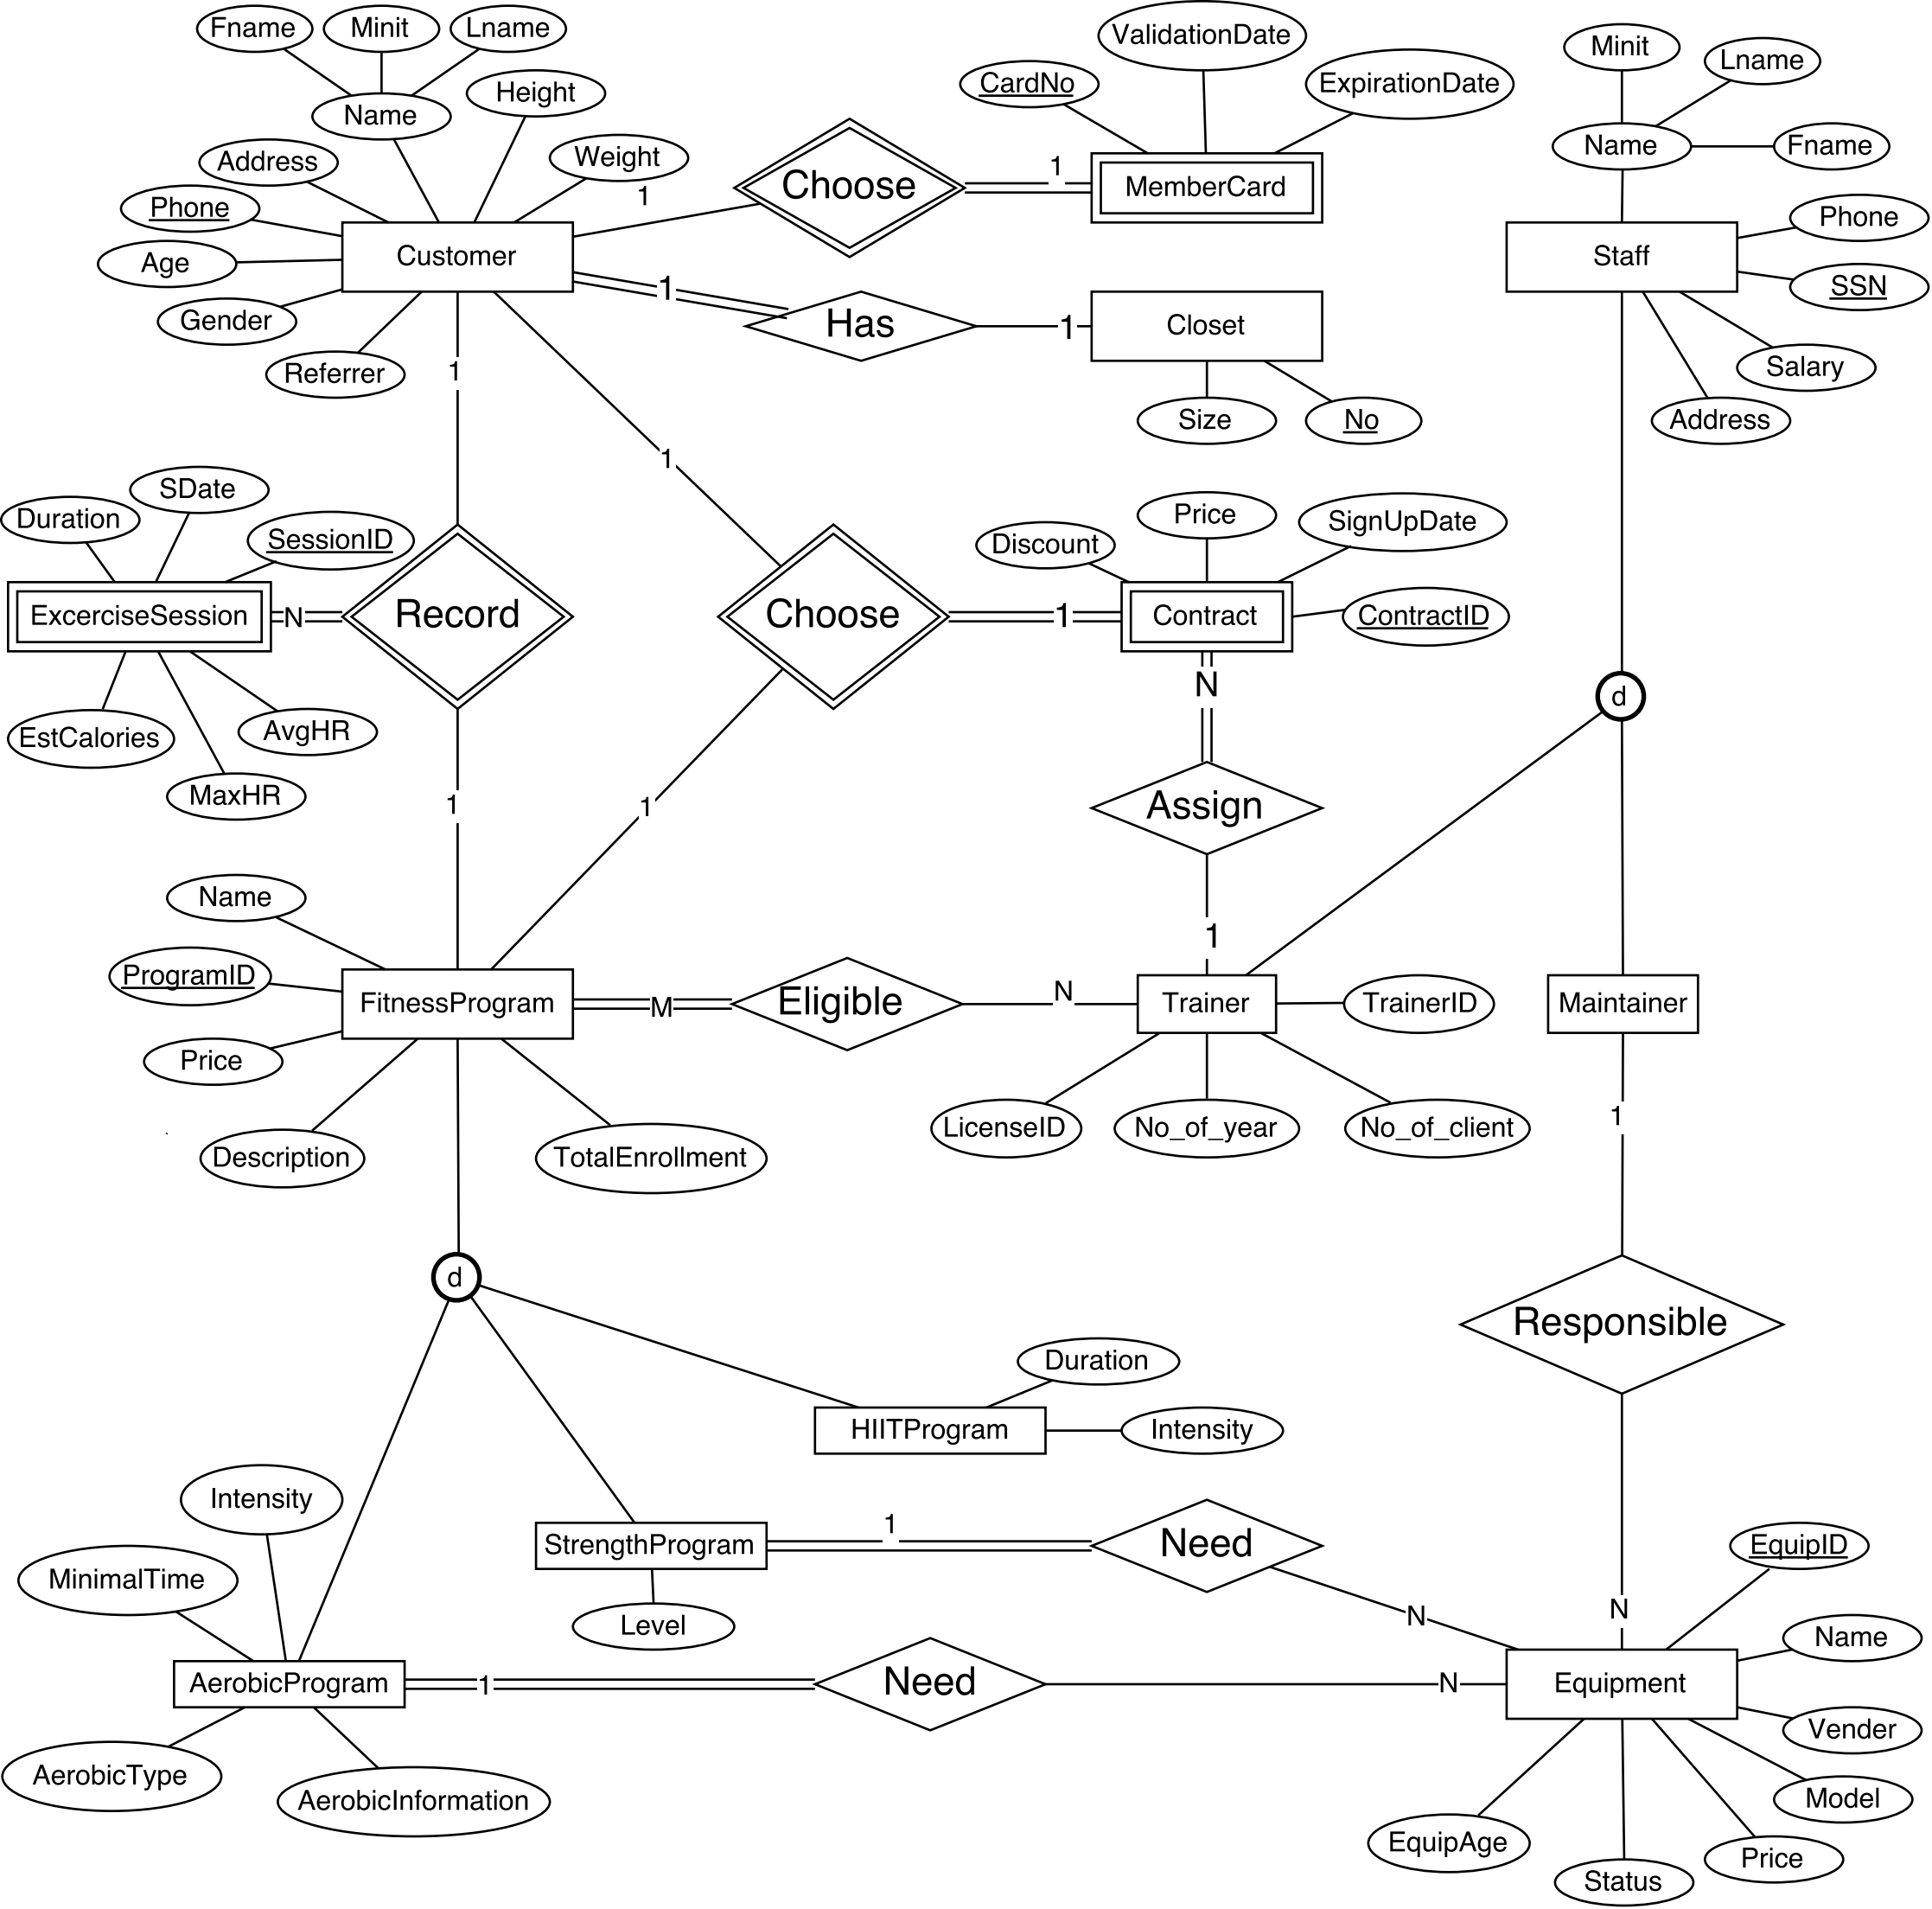 Fname
Minit
Lname
Name
Height
Address
Weight
Phone
Age
Gender
Referrer
Customer
1
Choose
1
CardNo
ValidationDate
ExpirationDate
MemberCard
1
Has
1
Closet
Size
No
Minit
Lname
Name
Fname
Staff
Phone
SSN
Salary
Address
1
1
Duration
SDate
SessionID
ExcerciseSession
N
Record
EstCalories
MaxHR
AvgHR
Choose
1
Discount
Price
SignUpDate
Contract
ContractID
N
Assign
1
d
1
1
Name
ProgramID
Price
Description
TotalEnrollment
FitnessProgram
M
Eligible
N
Trainer
TrainerID
LicenseID
No_of_year
No_of_client
Maintainer
1
Responsible
N
d
Duration
HIITProgram
Intensity
StrengthProgram
Level
1
Need
N
Intensity
MinimalTime
AerobicProgram
AerobicType
AerobicInformation
1
Need
N
Equipment
EquipID
Name
Vender
Model
Price
Status
EquipAge